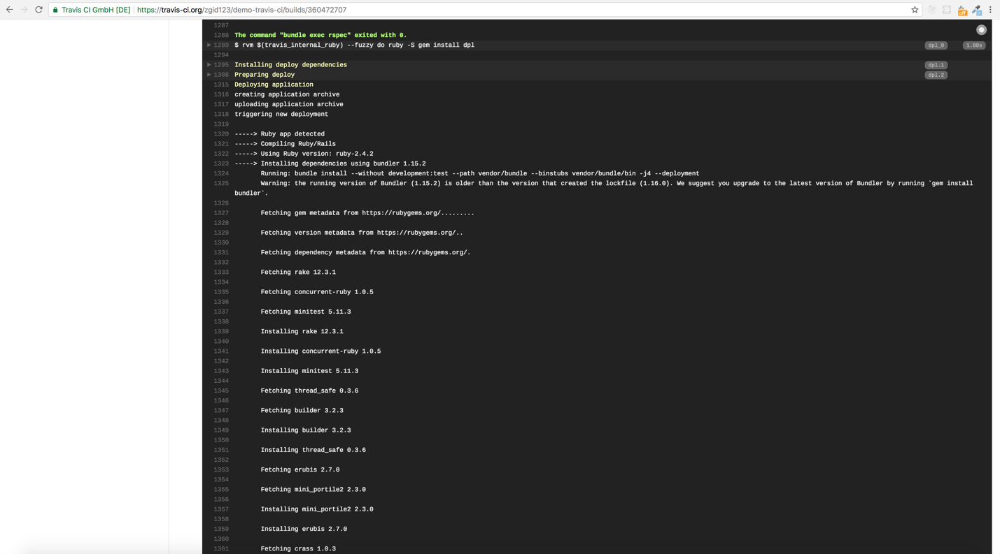 Travis CI GmbH [DE] https://travis-ci.org/zgid123/demo-travis-ci/builds/360472707
off
1287
1288 The command "bundle exec rspec" exited with 0.
1289 $ rvm $(travis_internal_ruby) --fuzzy do ruby -S gem install dpl dpl_0 1.80s
1294
1295 Installing deploy dependencies dpl.1
1308 Preparing deploy dpl.2
1315 Deploying application
1316 creating application archive
1317 uploading application archive
1318 triggering new deployment
1319
1320 -----> Ruby app detected
1321 -----> Compiling Ruby/Rails
1322 -----> Using Ruby version: ruby-2.4.2
1323 -----> Installing dependencies using bundler 1.15.2
1324 Running: bundle install --without development:test --path vendor/bundle --binstubs vendor/bundle/bin -j4 --deployment
1325 Warning: the running version of Bundler (1.15.2) is older than the version that created the lockfile (1.16.0). We suggest you upgrade to the latest version of Bundler by running `gem install
bundler`.
1326
1327 Fetching gem metadata from https://rubygems.org/.........
1328
1329 Fetching version metadata from https://rubygems.org/..
1330
1331 Fetching dependency metadata from https://rubygems.org/.
1332
1333 Fetching rake 12.3.1
1334
1335 Fetching concurrent-ruby 1.0.5
1336
1337 Fetching minitest 5.11.3
1338
1339 Installing rake 12.3.1
1340
1341 Installing concurrent-ruby 1.0.5
1342
1343 Installing minitest 5.11.3
1344
1345 Fetching thread_safe 0.3.6
1346
1347 Fetching builder 3.2.3
1348
1349 Installing builder 3.2.3
1350
1351 Installing thread_safe 0.3.6
1352
1353 Fetching erubis 2.7.0
1354
1355 Fetching mini_portile2 2.3.0
1356
1357 Installing mini_portile2 2.3.0
1358
1359 Installing erubis 2.7.0
1360
1361 Fetching crass 1.0.3